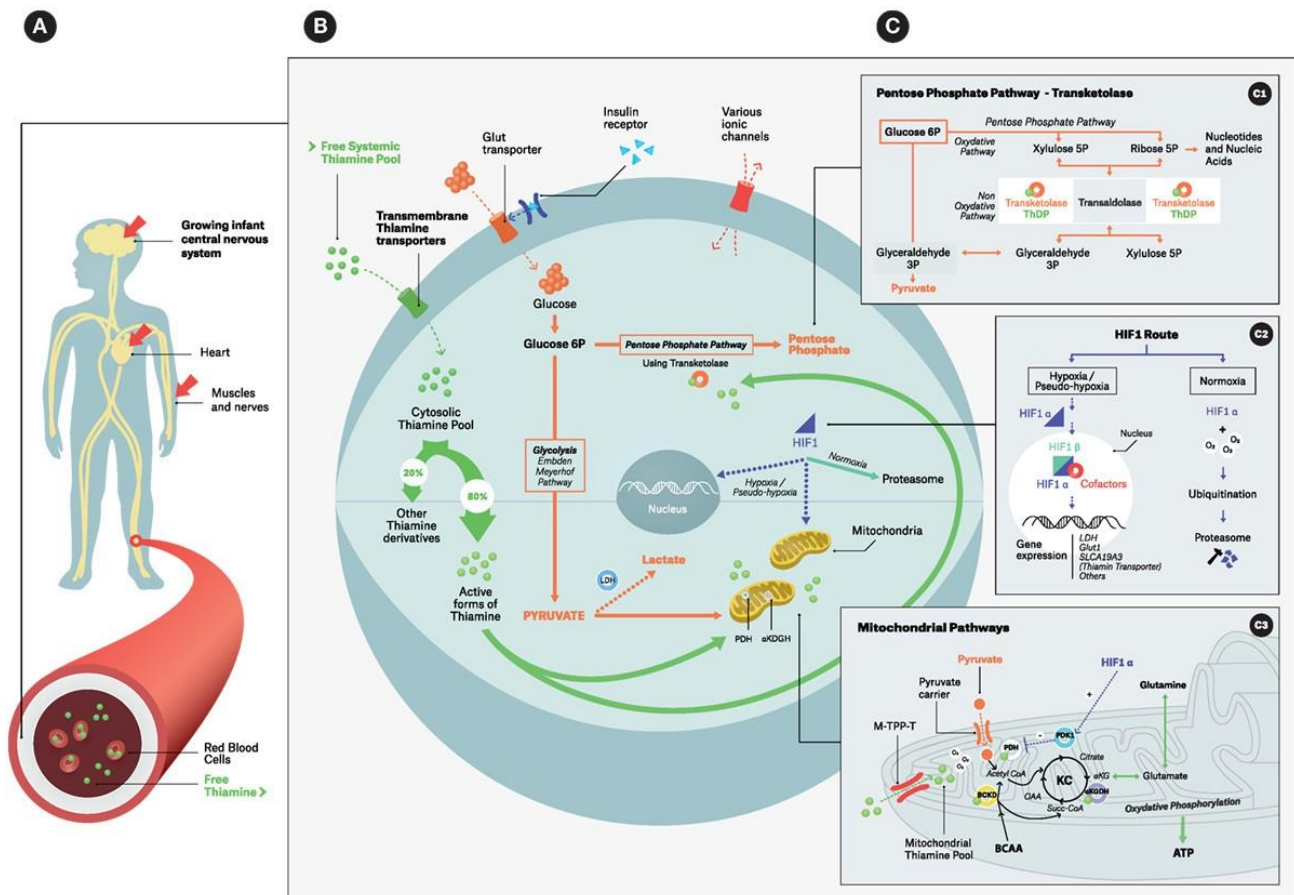 A
B
C
Growing infant
central nervous
system
Heart
Muscles
and nerves
Red Blood
Cells
Free
Thiamine >
> Free Systemic
Thiamine Pool
Transmembrane
Thiamine
transporters
Glut
transporter
Insulin
receptor
Various
ionic
channels
Glucose
Glucose 6P
Pentose Phosphate Pathway
Using Transketolase
Pentose
Phosphate
Cytosolic
Thiamine Pool
20%
80%
Other
Thiamine
derivatives
Active
forms of
Thiamine
Glycolysis
Embden
Meyerhof
Pathway
PYRUVATE
LDH
Lactate
Nucleus
HIF1
Normoxia
Proteasome
Hypoxia /
Pseudo-hypoxia
Mitochondria
PDH
αKDGH
Pentose Phosphate Pathway - Transketolase
C1
Glucose 6P
Pentose Phosphate Pathway
Oxydative
Pathway
Xylulose 5P
Ribose 5P
Nucleotides
and Nucleic
Acids
Non
Oxydative
Pathway
Transketolase
ThDP
Transaldolase
Transketolase
ThDP
Glyceraldehyde
3P
Glyceraldehyde
3P
Xylulose 5P
Pyruvate
HIF1 Route
C2
Hypoxia /
Pseudo-hypoxia
Normoxia
HIF1 α
HIF1 α
+
O₂ O₂ O₂
Nucleus
HIF1 β
HIF1 α
Cofactors
Ubiquitination
Proteasome
Gene
expression
LDH
Glut1
SLCA19A3
(Thiamin Transporter)
Others
Mitochondrial Pathways
C3
Pyruvate
HIF1 α
Pyruvate
carrier
Glutamine
M-TPP-T
+
-
PDK1
PDH
O₂ O₂ O₂
Citrate
Acetyl CoA
KC
αKG
Glutamate
OAA
αKGDH
BCKD
Succ-CoA
Oxydative Phosphorylation
Mitochondrial
Thiamine Pool
BCAA
ATP